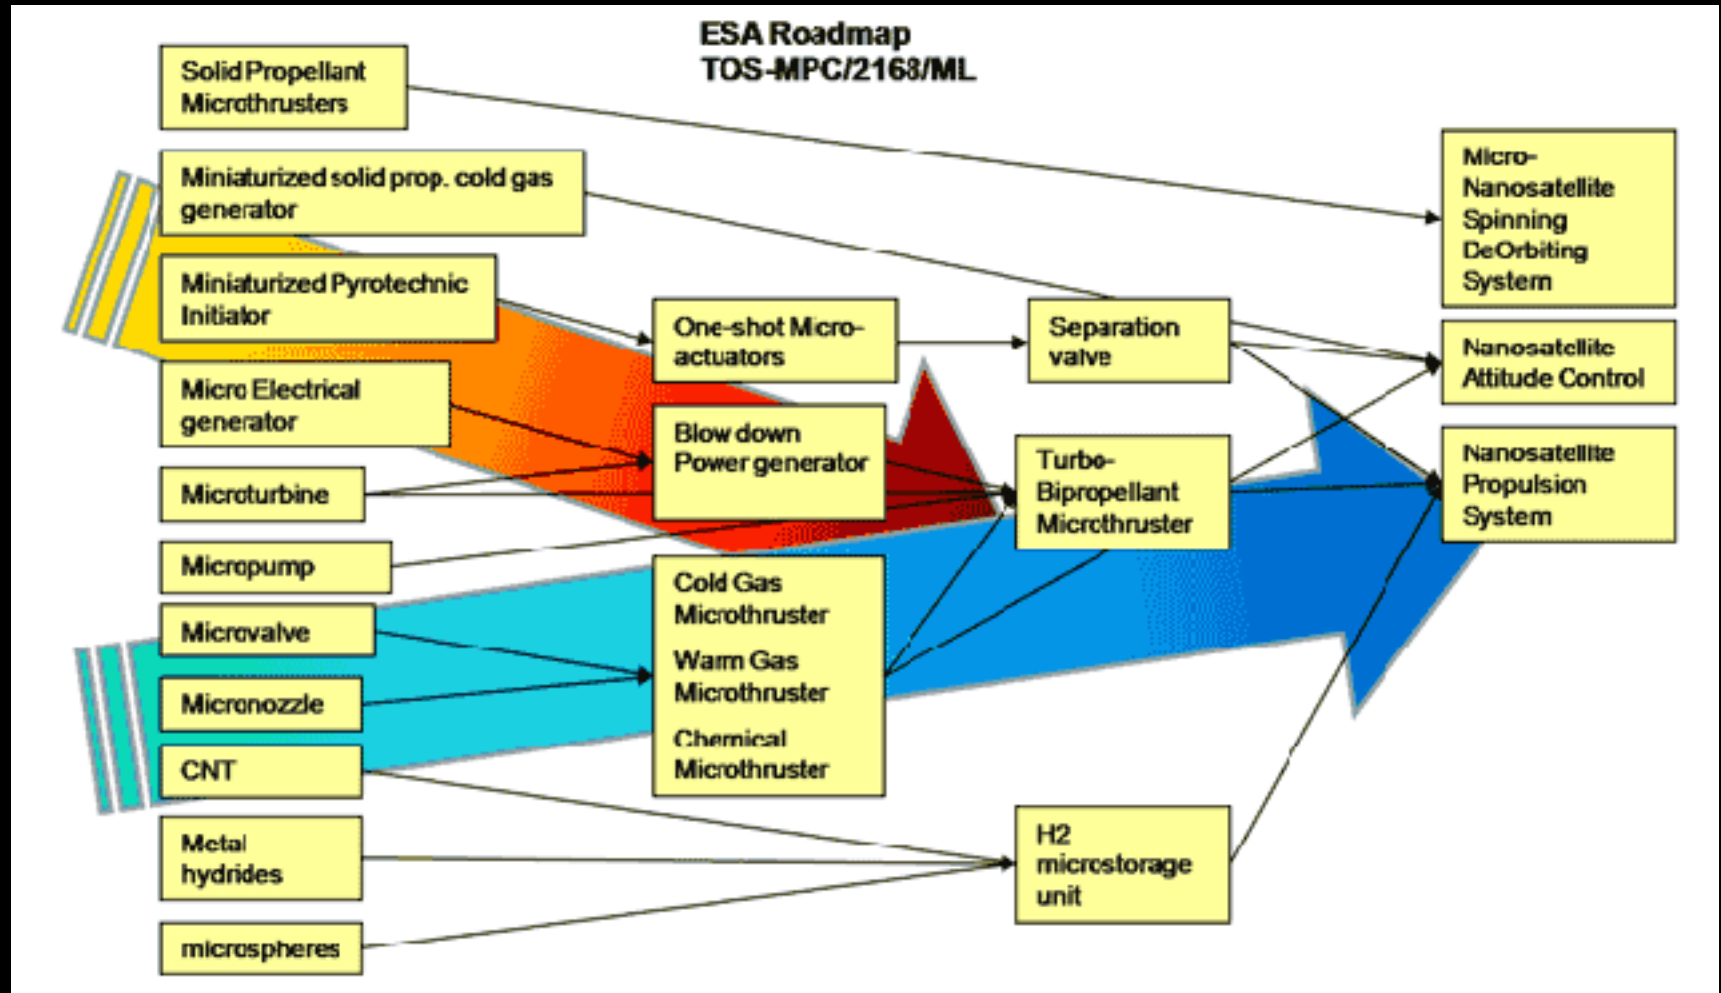 ESA Roadmap
TOS-MPC/2168/ML
Solid Propellant
Microthrusters
Miniaturized solid prop. cold gas
generator
Miniaturized Pyrotechnic
Initiator
Micro Electrical
generator
Microturbine
Micropump
Microvalve
Micronozzle
CNT
Metal
hydrides
microspheres
One-shot Micro-
actuators
Blow down
Power generator
Cold Gas
Microthruster
Warm Gas
Microthruster
Chemical
Microthruster
Separation
valve
Turbo-
Bipropellant
Microthruster
H2
microstorage
unit
Micro-
Nanosatellite
Spinning
DeOrbiting
System
Nanosatellite
Attitude Control
Nanosatellite
Propulsion
System